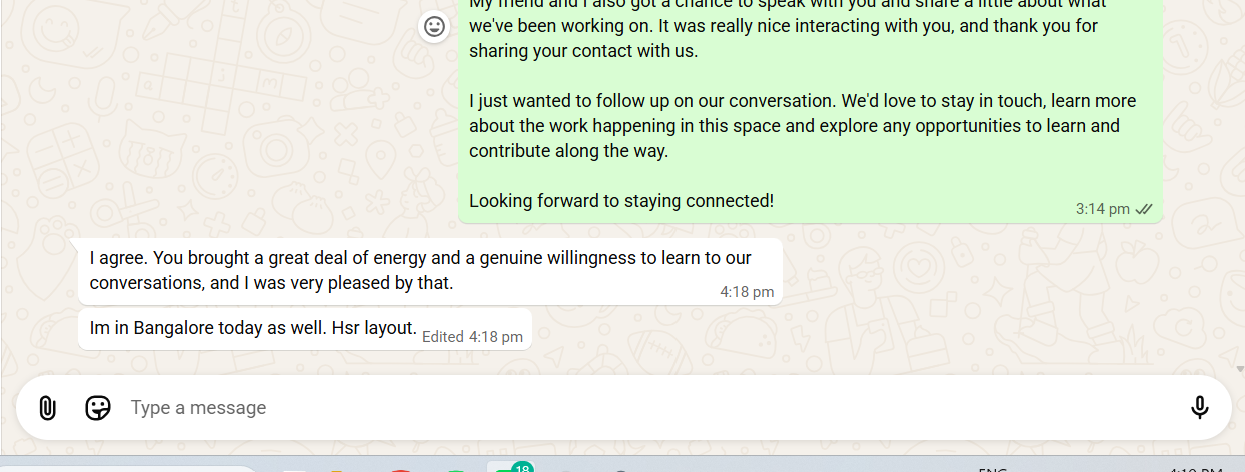 My friend and I also got a chance to speak with you and share a little about what
we've been working on. It was really nice interacting with you, and thank you for
sharing your contact with us.
I just wanted to follow up on our conversation. We'd love to stay in touch, learn more
about the work happening in this space and explore any opportunities to learn and
contribute along the way.
Looking forward to staying connected!
3:14 pm
I agree. You brought a great deal of energy and a genuine willingness to learn to our
conversations, and I was very pleased by that.
4:18 pm
Im in Bangalore today as well. Hsr layout. Edited 4:18 pm
Type a message
18
ENG